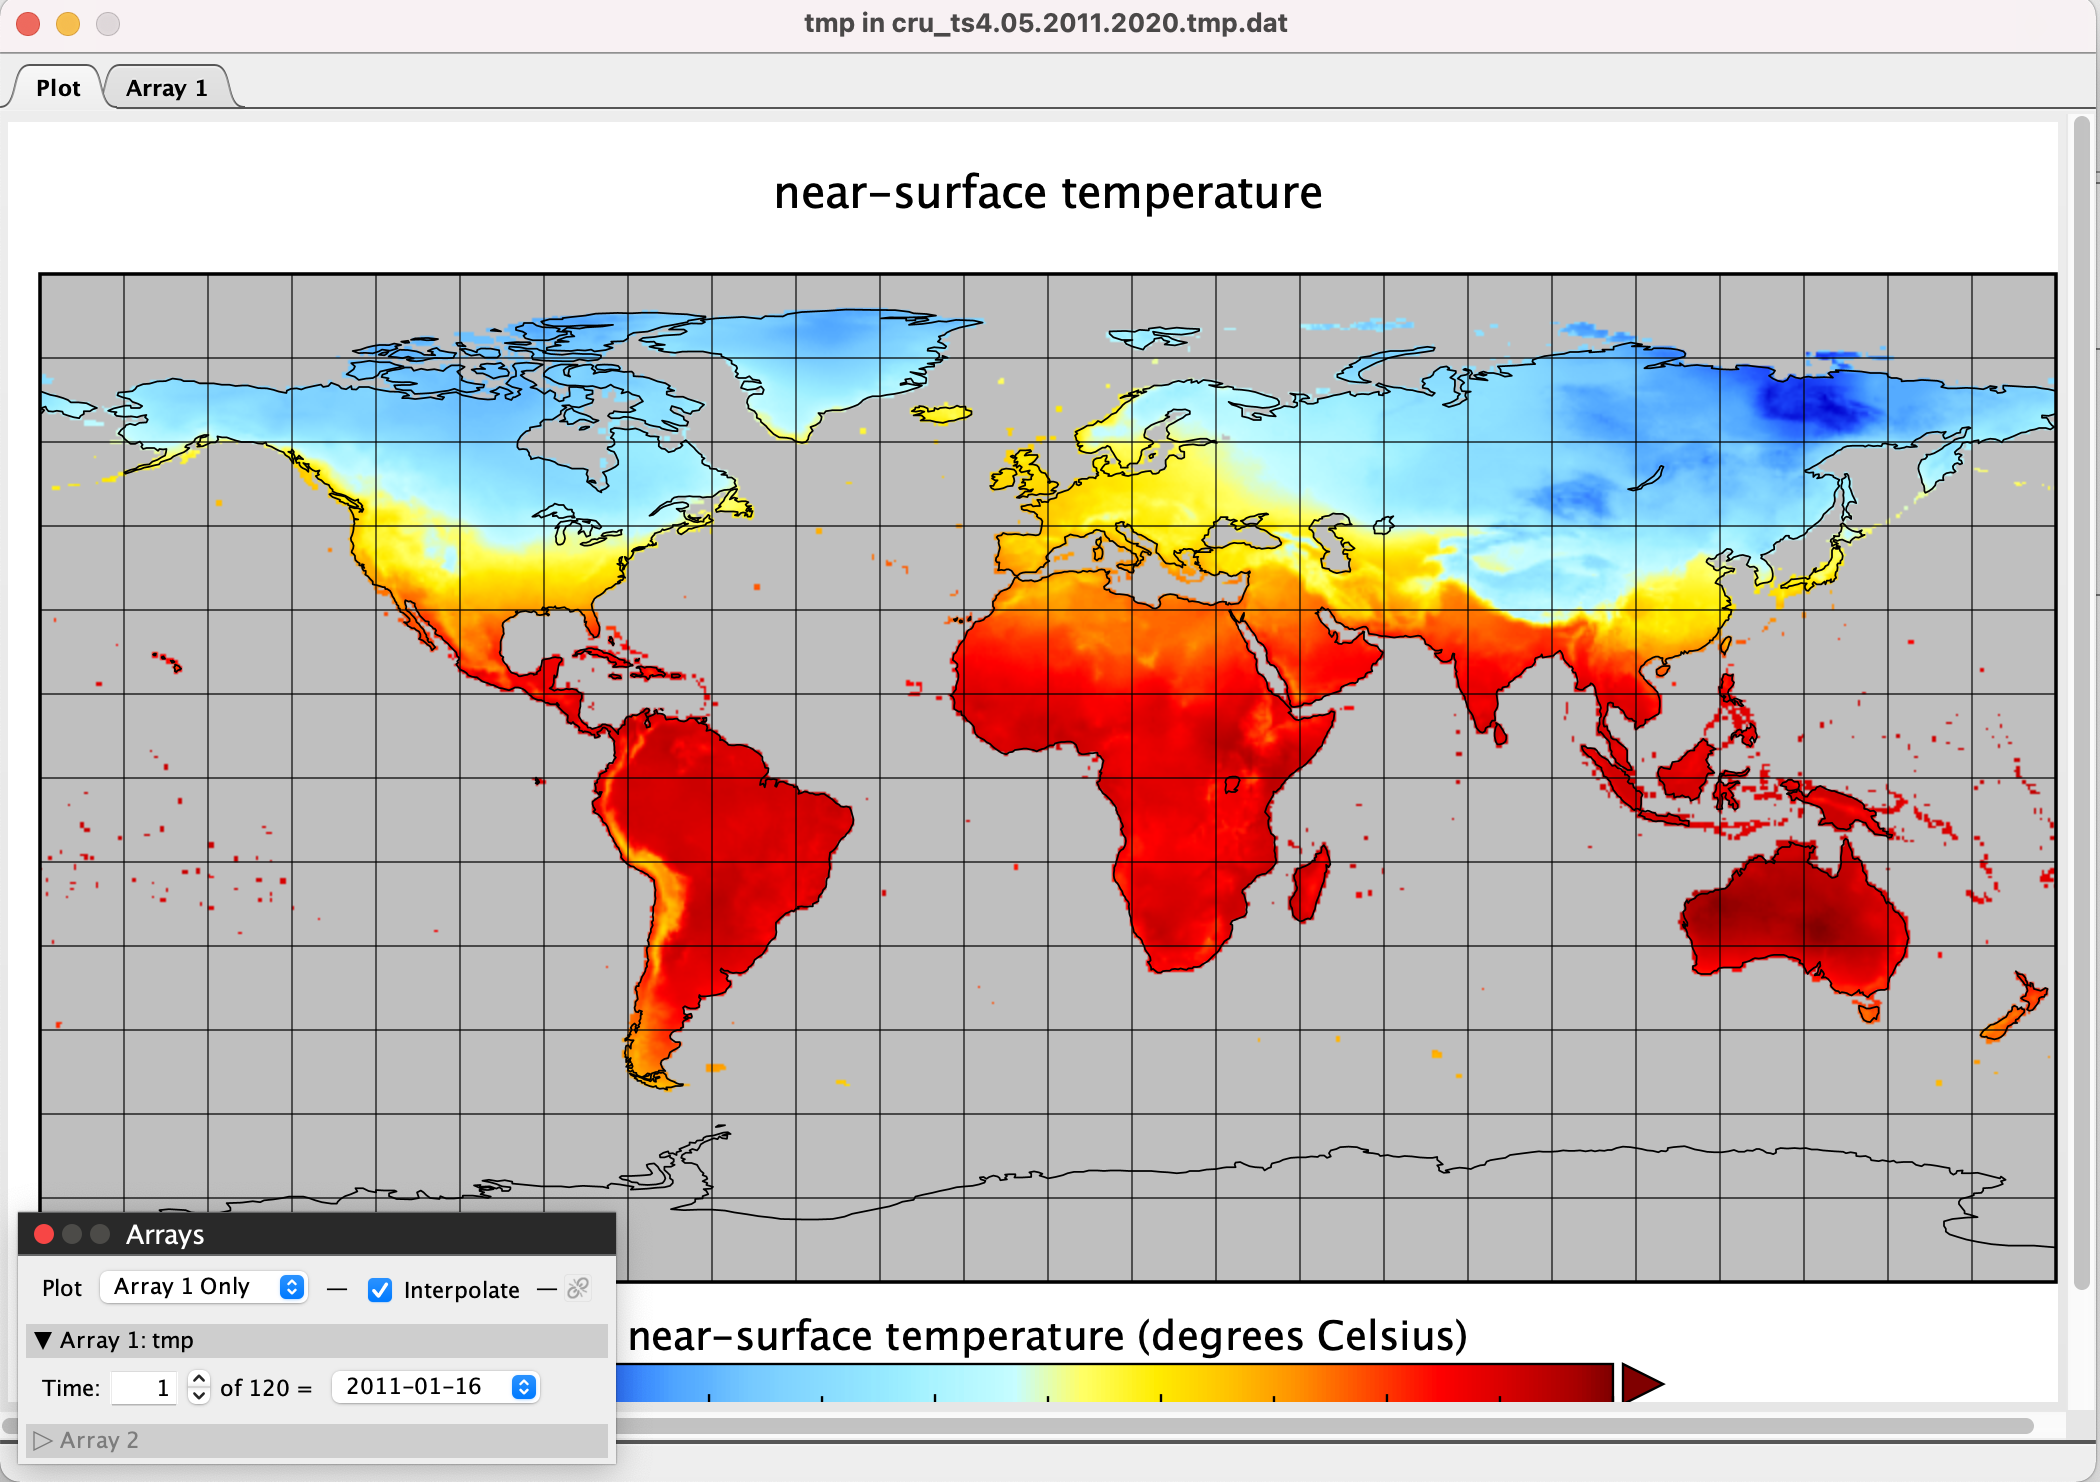 tmp in cru_ts4.05.2011.2020.tmp.dat
Plot
Array 1
near-surface temperature
Arrays
Plot Array 1 Only — Interpolate —
Array 1: tmp
Time: 1 of 120 = 2011-01-16
Array 2
near-surface temperature (degrees Celsius)